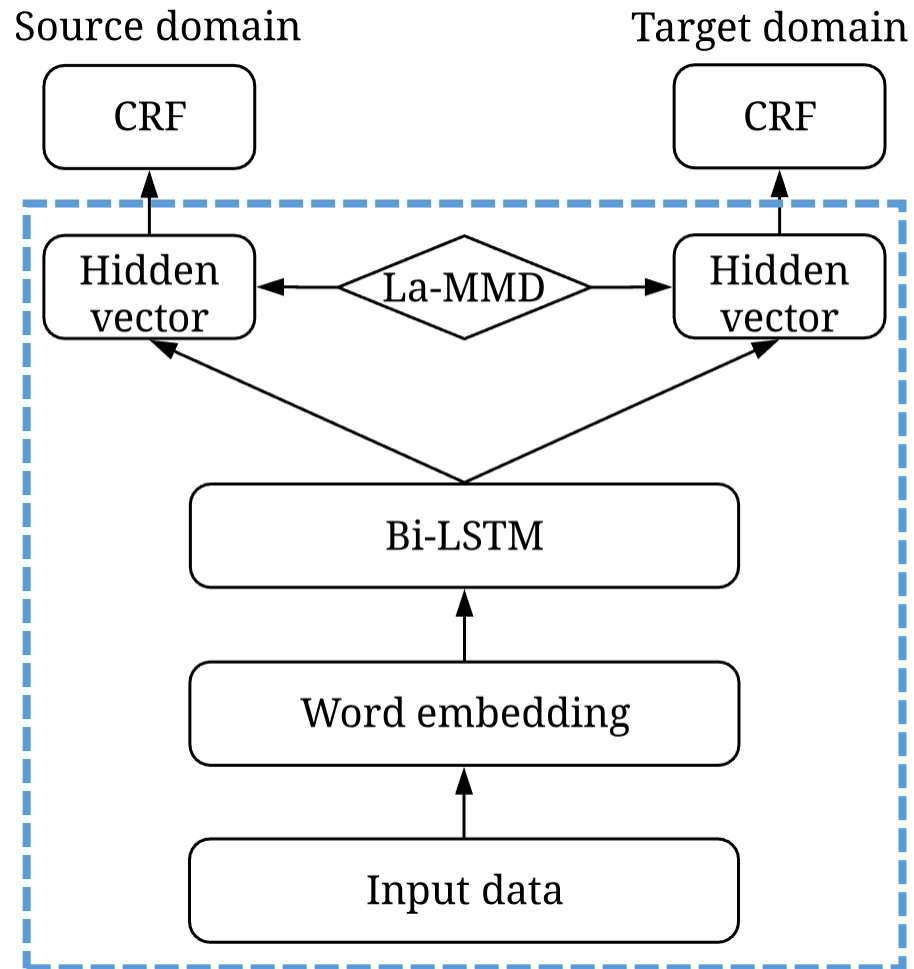 Source domain
Target domain
CRF
CRF
Hidden
vector
La-MMD
Hidden
vector
Bi-LSTM
Word embedding
Input data